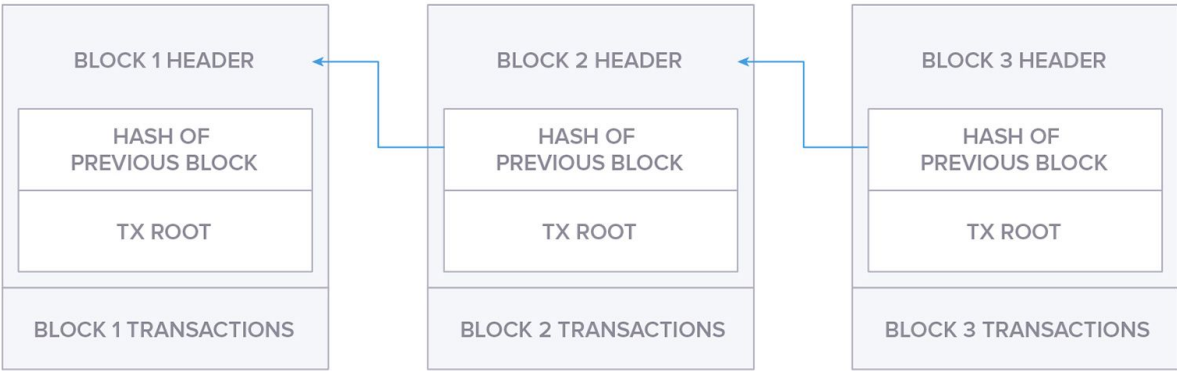 BLOCK 1 HEADER
HASH OF
PREVIOUS BLOCK
TX ROOT
BLOCK 1 TRANSACTIONS
BLOCK 2 HEADER
HASH OF
PREVIOUS BLOCK
TX ROOT
BLOCK 2 TRANSACTIONS
BLOCK 3 HEADER
HASH OF
PREVIOUS BLOCK
TX ROOT
BLOCK 3 TRANSACTIONS